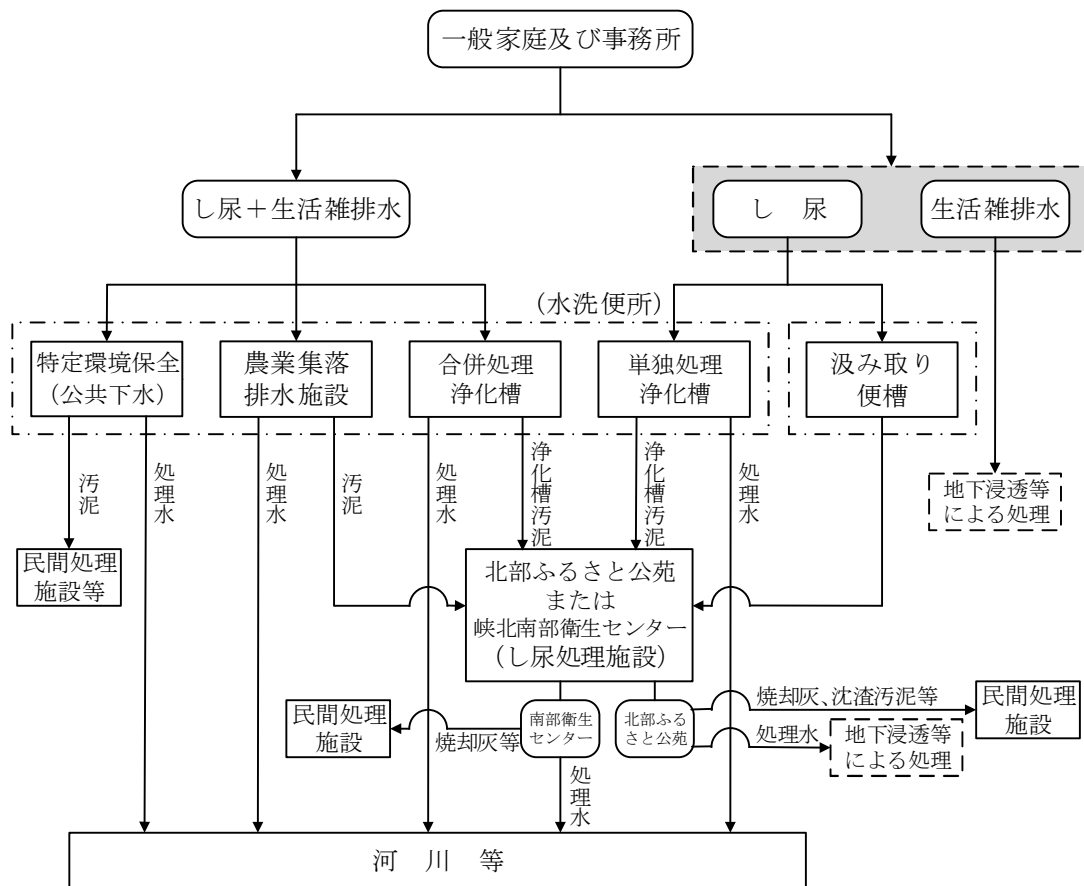 一般家庭及び事務所
し尿＋生活雑排水
し　尿
生活雑排水
（水洗便所）
特定環境保全
（公共下水）
農業集落
排水施設
合併処理
浄化槽
単独処理
浄化槽
汲み取り
便槽
汚泥
処理水
処理水
汚泥
処理水
浄化槽汚泥
浄化槽汚泥
処理水
地下浸透等
による処理
民間処理
施設等
北部ふるさと公苑
または
峡北南部衛生センター
（し尿処理施設）
民間処理
施設
焼却灰等
南部衛生
センター
北部ふる
さと公苑
焼却灰、沈渣汚泥等
民間処理
施設
処理水
地下浸透等
による処理
処理水
河　川　等